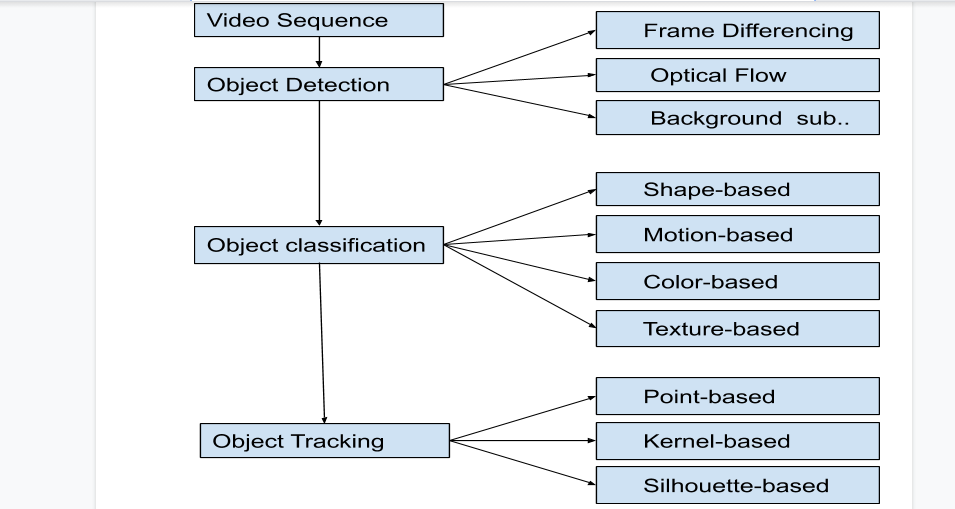 Video Sequence
Object Detection
Frame Differencing
Optical Flow
Background sub..
Object classification
Shape-based
Motion-based
Color-based
Texture-based
Object Tracking
Point-based
Kernel-based
Silhouette-based